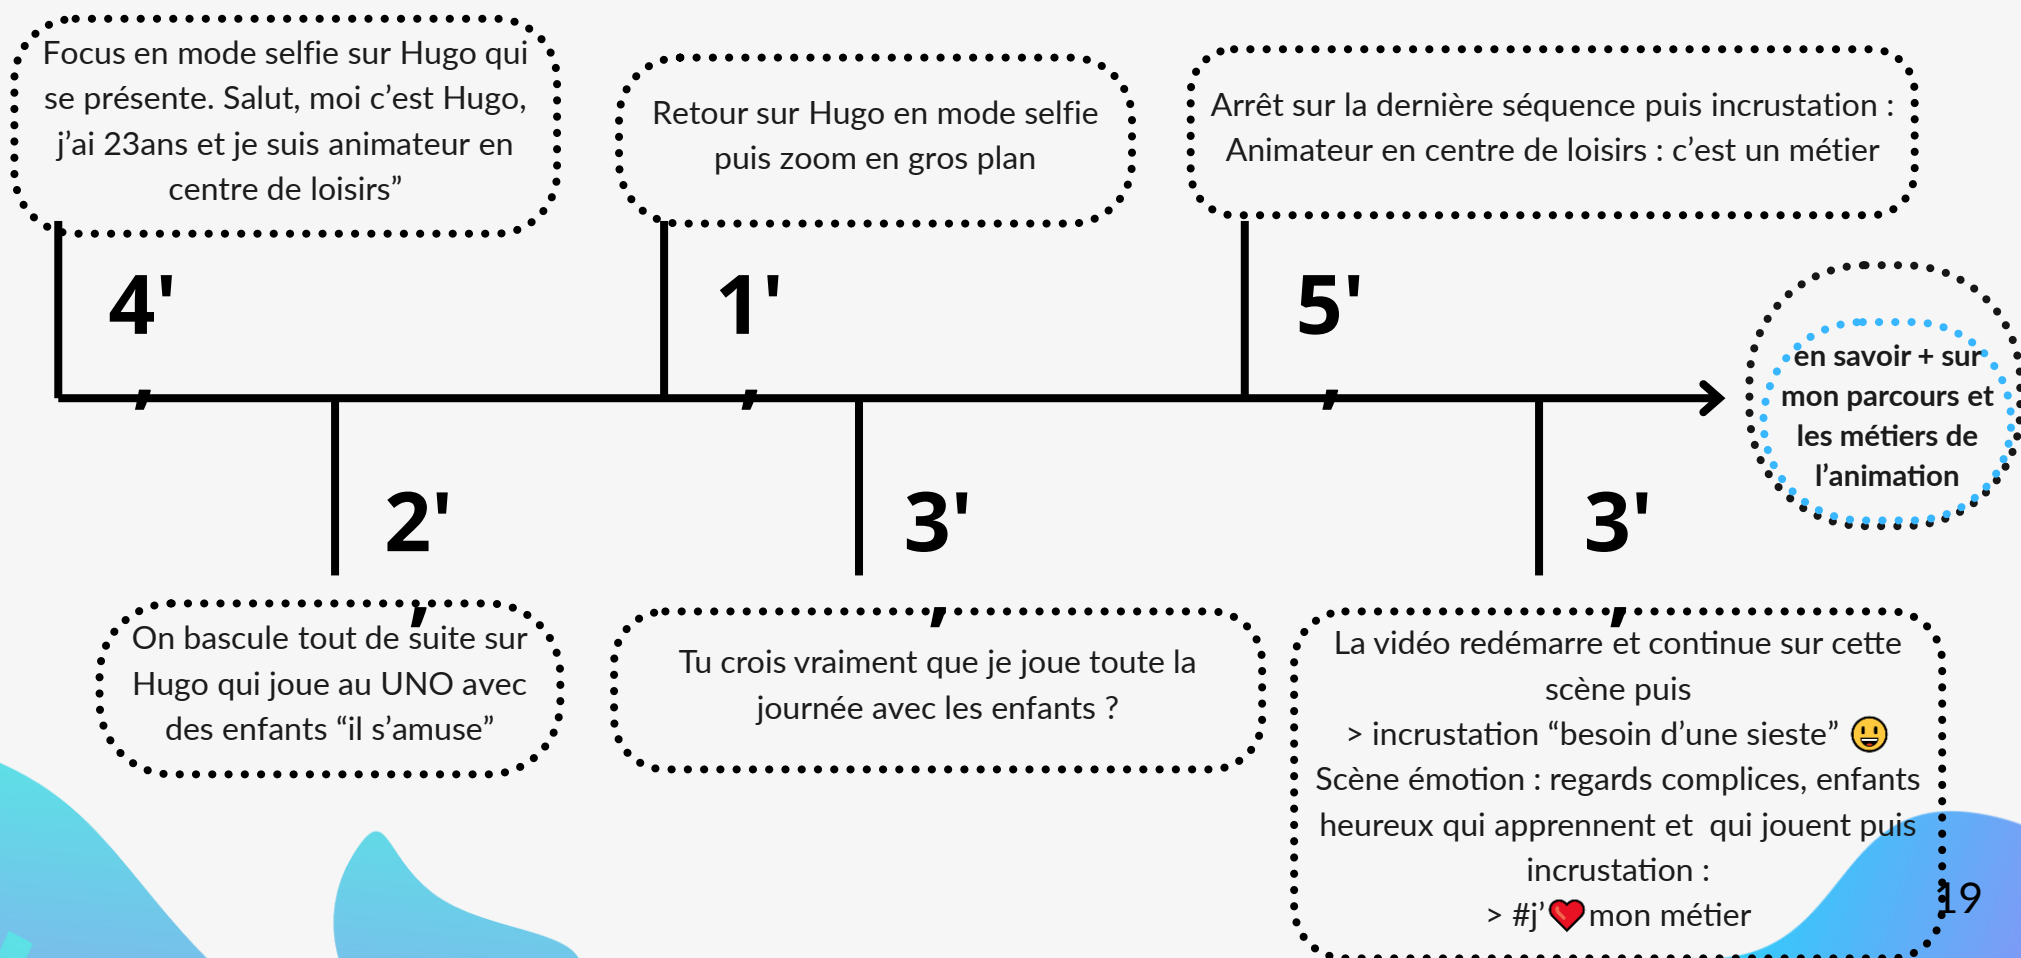 Focus en mode selfie sur Hugo qui
se présente. Salut, moi c’est Hugo,
j’ai 23ans et je suis animateur en
centre de loisirs”
4'
'
On bascule tout de suite sur
Hugo qui joue au UNO avec
des enfants “il s’amuse”
2'
'
Retour sur Hugo en mode selfie
puis zoom en gros plan
1'
'
Tu crois vraiment que je joue toute la
journée avec les enfants ?
3'
'
Arrêt sur la dernière séquence puis incrustation :
Animateur en centre de loisirs : c’est un métier
5'
'
La vidéo redémarre et continue sur cette
scène puis
> incrustation “besoin d’une sieste” 😃
Scène émotion : regards complices, enfants
heureux qui apprennent et  qui jouent puis
incrustation :
> #j’❤️mon métier
3'
'
en savoir + sur
mon parcours et
les métiers de
l’animation
19